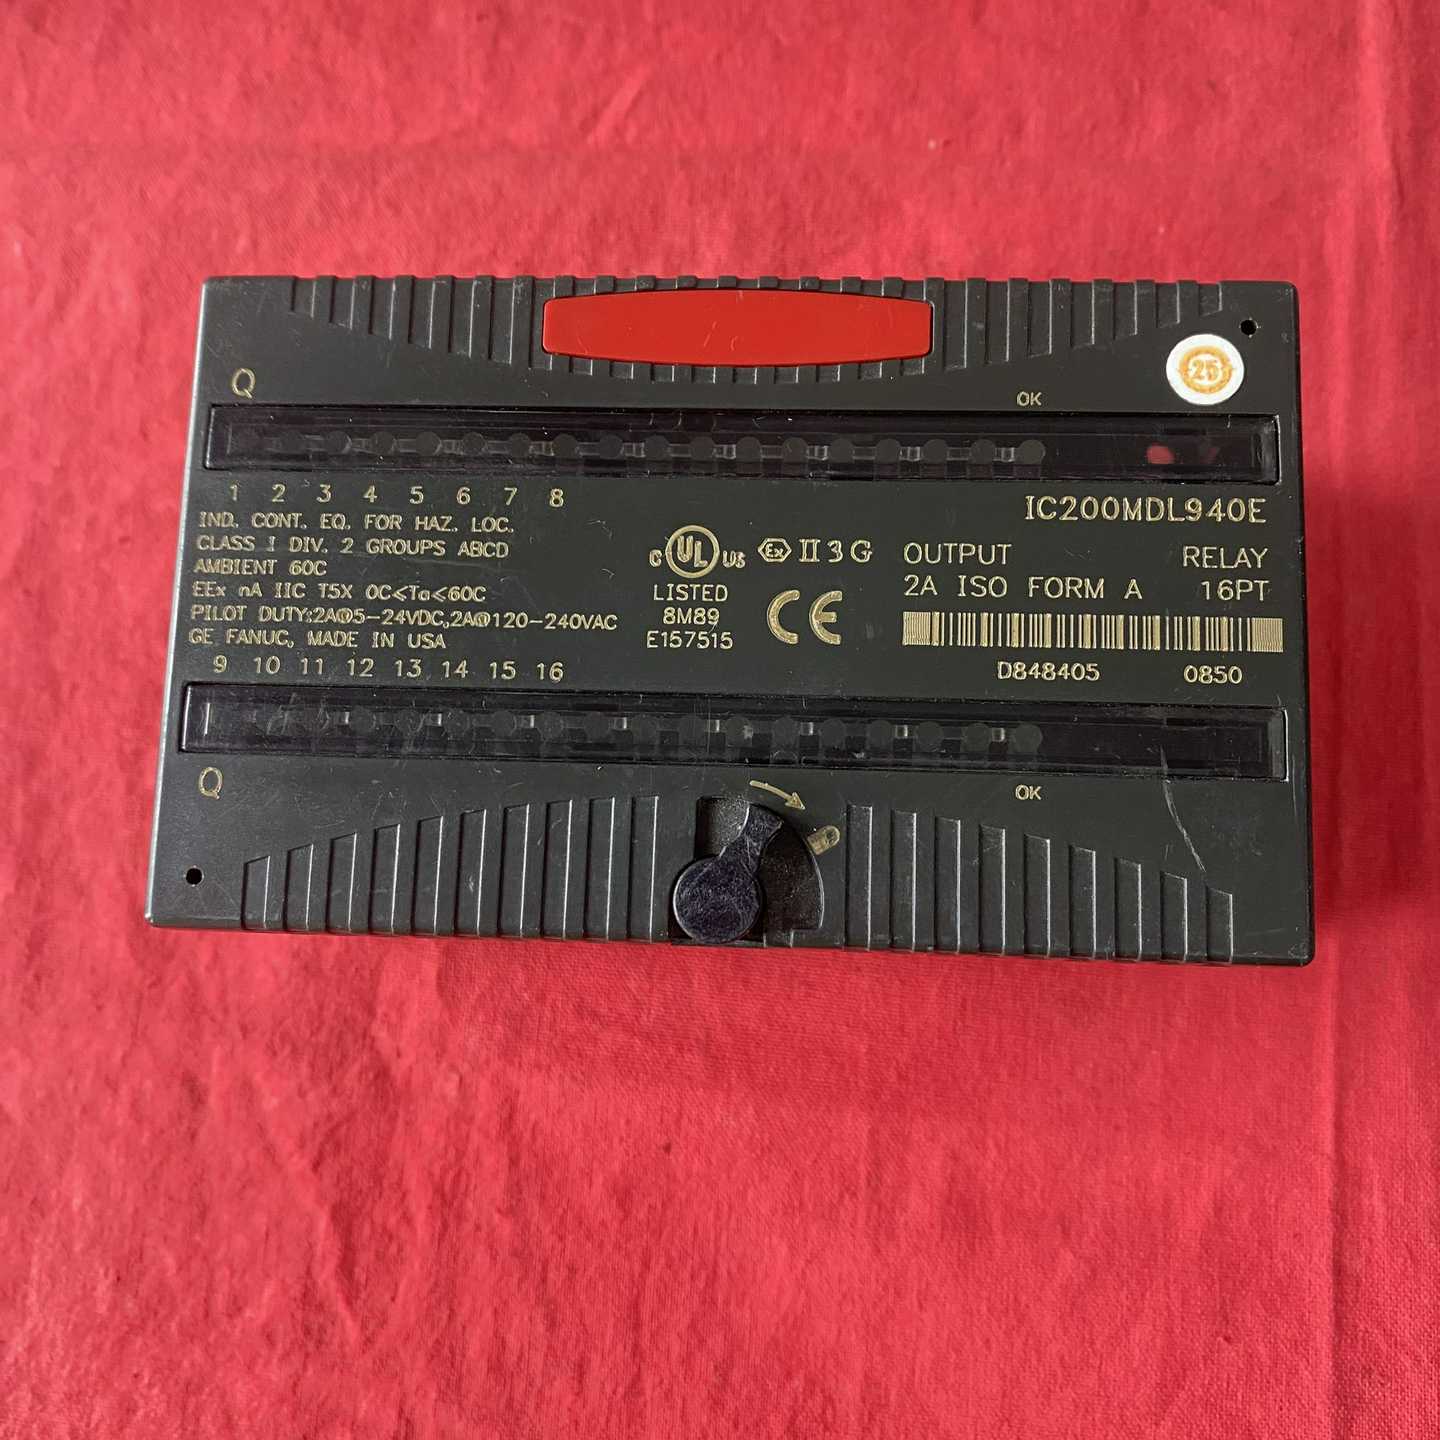 Q
OK
25
1 2 3 4 5 6 7 8
IC200MDL940E
IND. CONT. EQ. FOR HAZ. LOC.
CLASS I DIV. 2 GROUPS ABCD
AMBIENT 60C
EEx nA IIC T5X 0C≤Ta≤60C
PILOT DUTY:2A@5-24VDC,2A@120-240VAC
GE FANUC, MADE IN USA
C UL US
LISTED
8M89
E157515
Ex II 3 G
CE
OUTPUT RELAY
2A ISO FORM A 16PT
D848405 0850
9 10 11 12 13 14 15 16
Q
OK